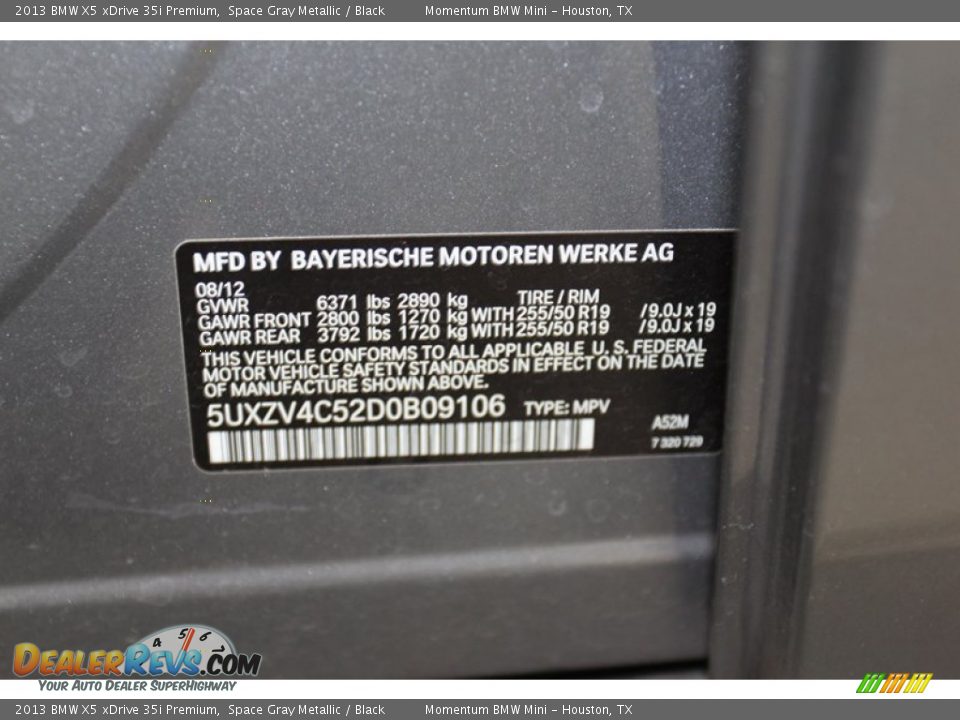 2013 BMW X5 xDrive 35i Premium, Space Gray Metallic / Black Momentum BMW Mini - Houston, TX
MFD BY BAYERISCHE MOTOREN WERKE AG
08/12
GVWR 6371 lbs 2890 kg TIRE / RIM
GAWR FRONT 2800 lbs 1270 kg WITH 255/50 R19 /9.0J x 19
GAWR REAR 3792 lbs 1720 kg WITH 255/50 R19 /9.0J x 19
THIS VEHICLE CONFORMS TO ALL APPLICABLE U. S. FEDERAL
MOTOR VEHICLE SAFETY STANDARDS IN EFFECT ON THE DATE
OF MANUFACTURE SHOWN ABOVE.
5UXZV4C52D0B09106 TYPE: MPV
A52M
7 320 729
4 5 6
DEALERREVS.COM
YOUR AUTO DEALER SUPERHIGHWAY
2013 BMW X5 xDrive 35i Premium, Space Gray Metallic / Black Momentum BMW Mini - Houston, TX